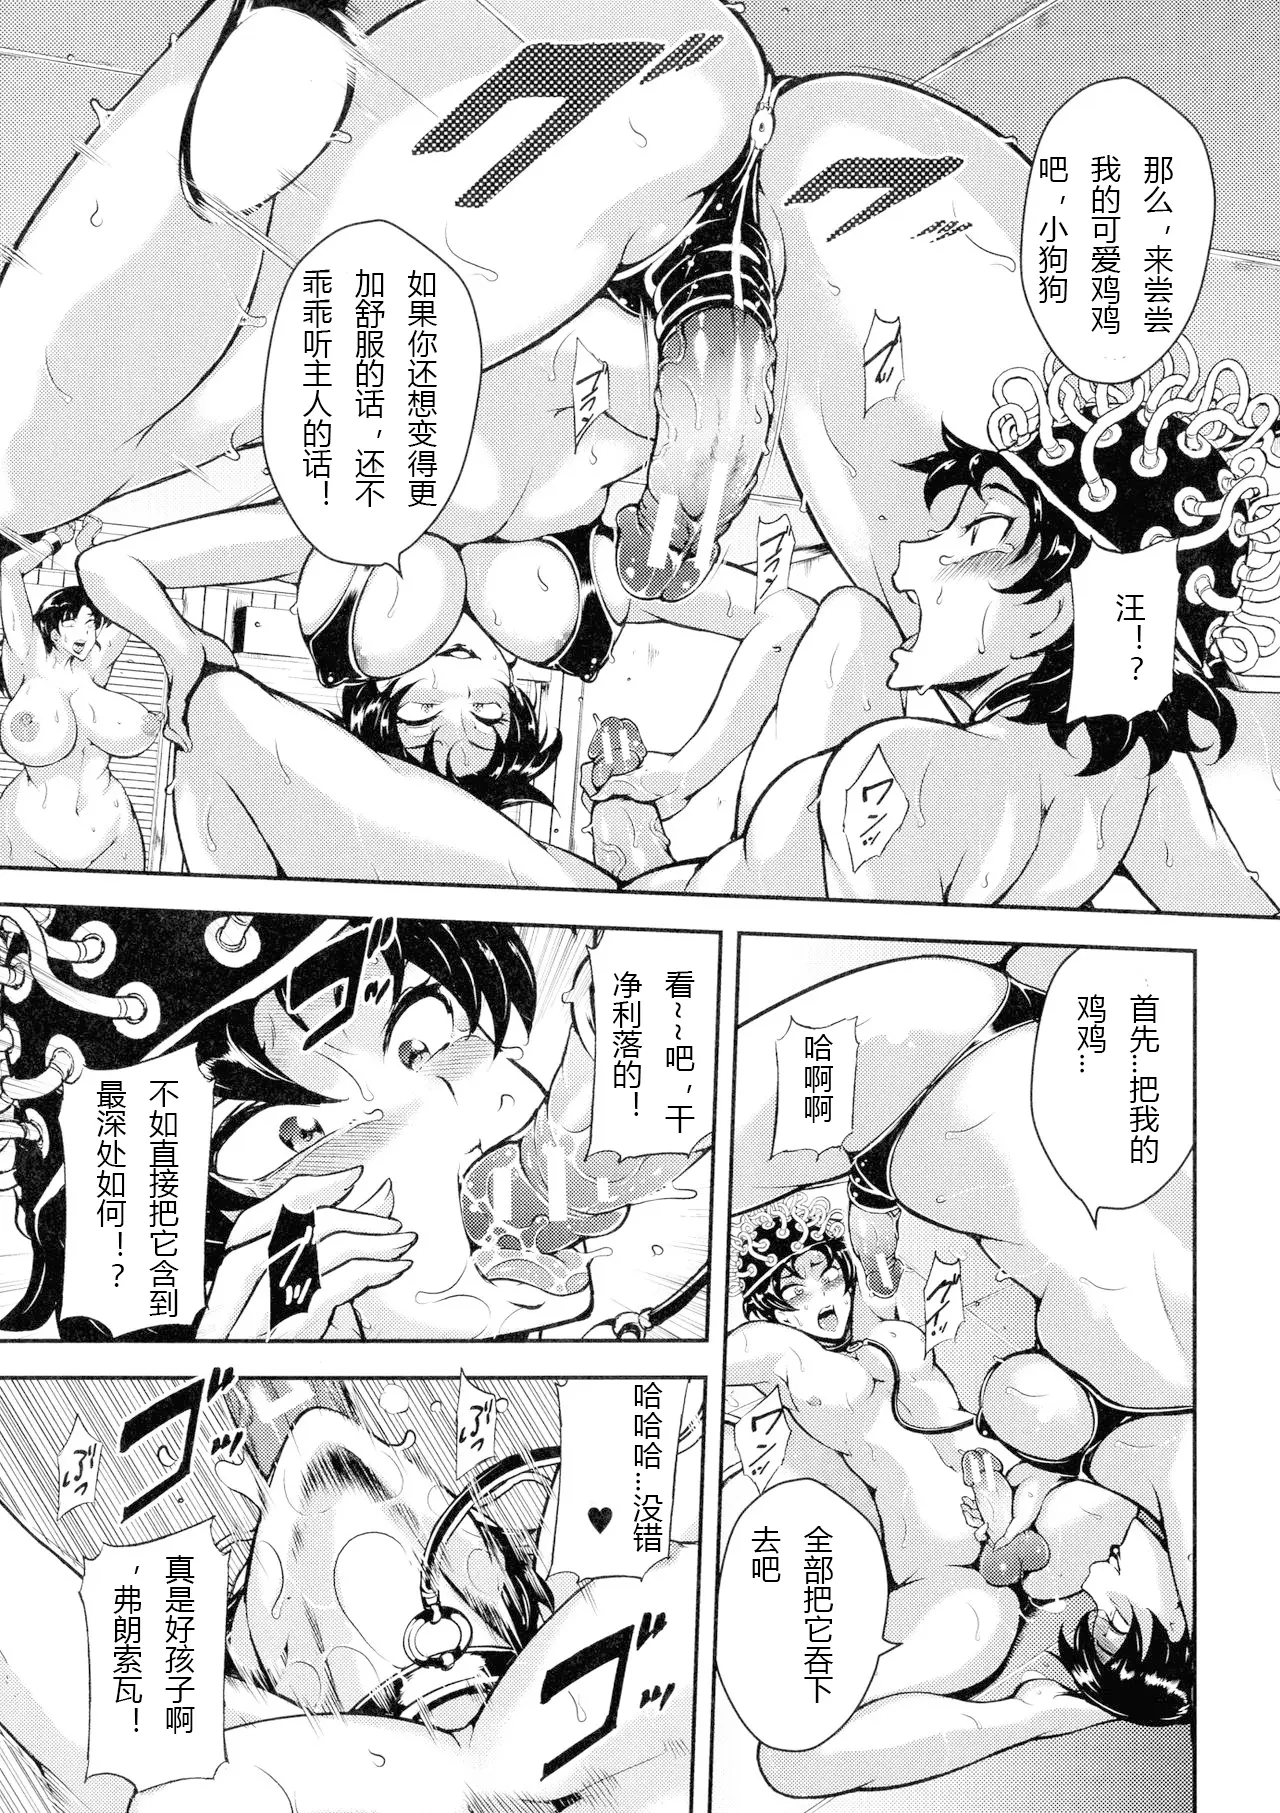 那么，来尝尝
我的可爱鸡鸡
吧，小狗狗
如果你还想变得更
加舒服的话，还不
乖乖听主人的话！
汪！？
首先…把我的
鸡鸡…
哈啊啊
全部把它吞下
去吧
看~~吧，干
净利落的！
不如直接把它含到
最深处如何！？
哈哈哈…没错
♥
真是好孩子啊
，弗朗索瓦！